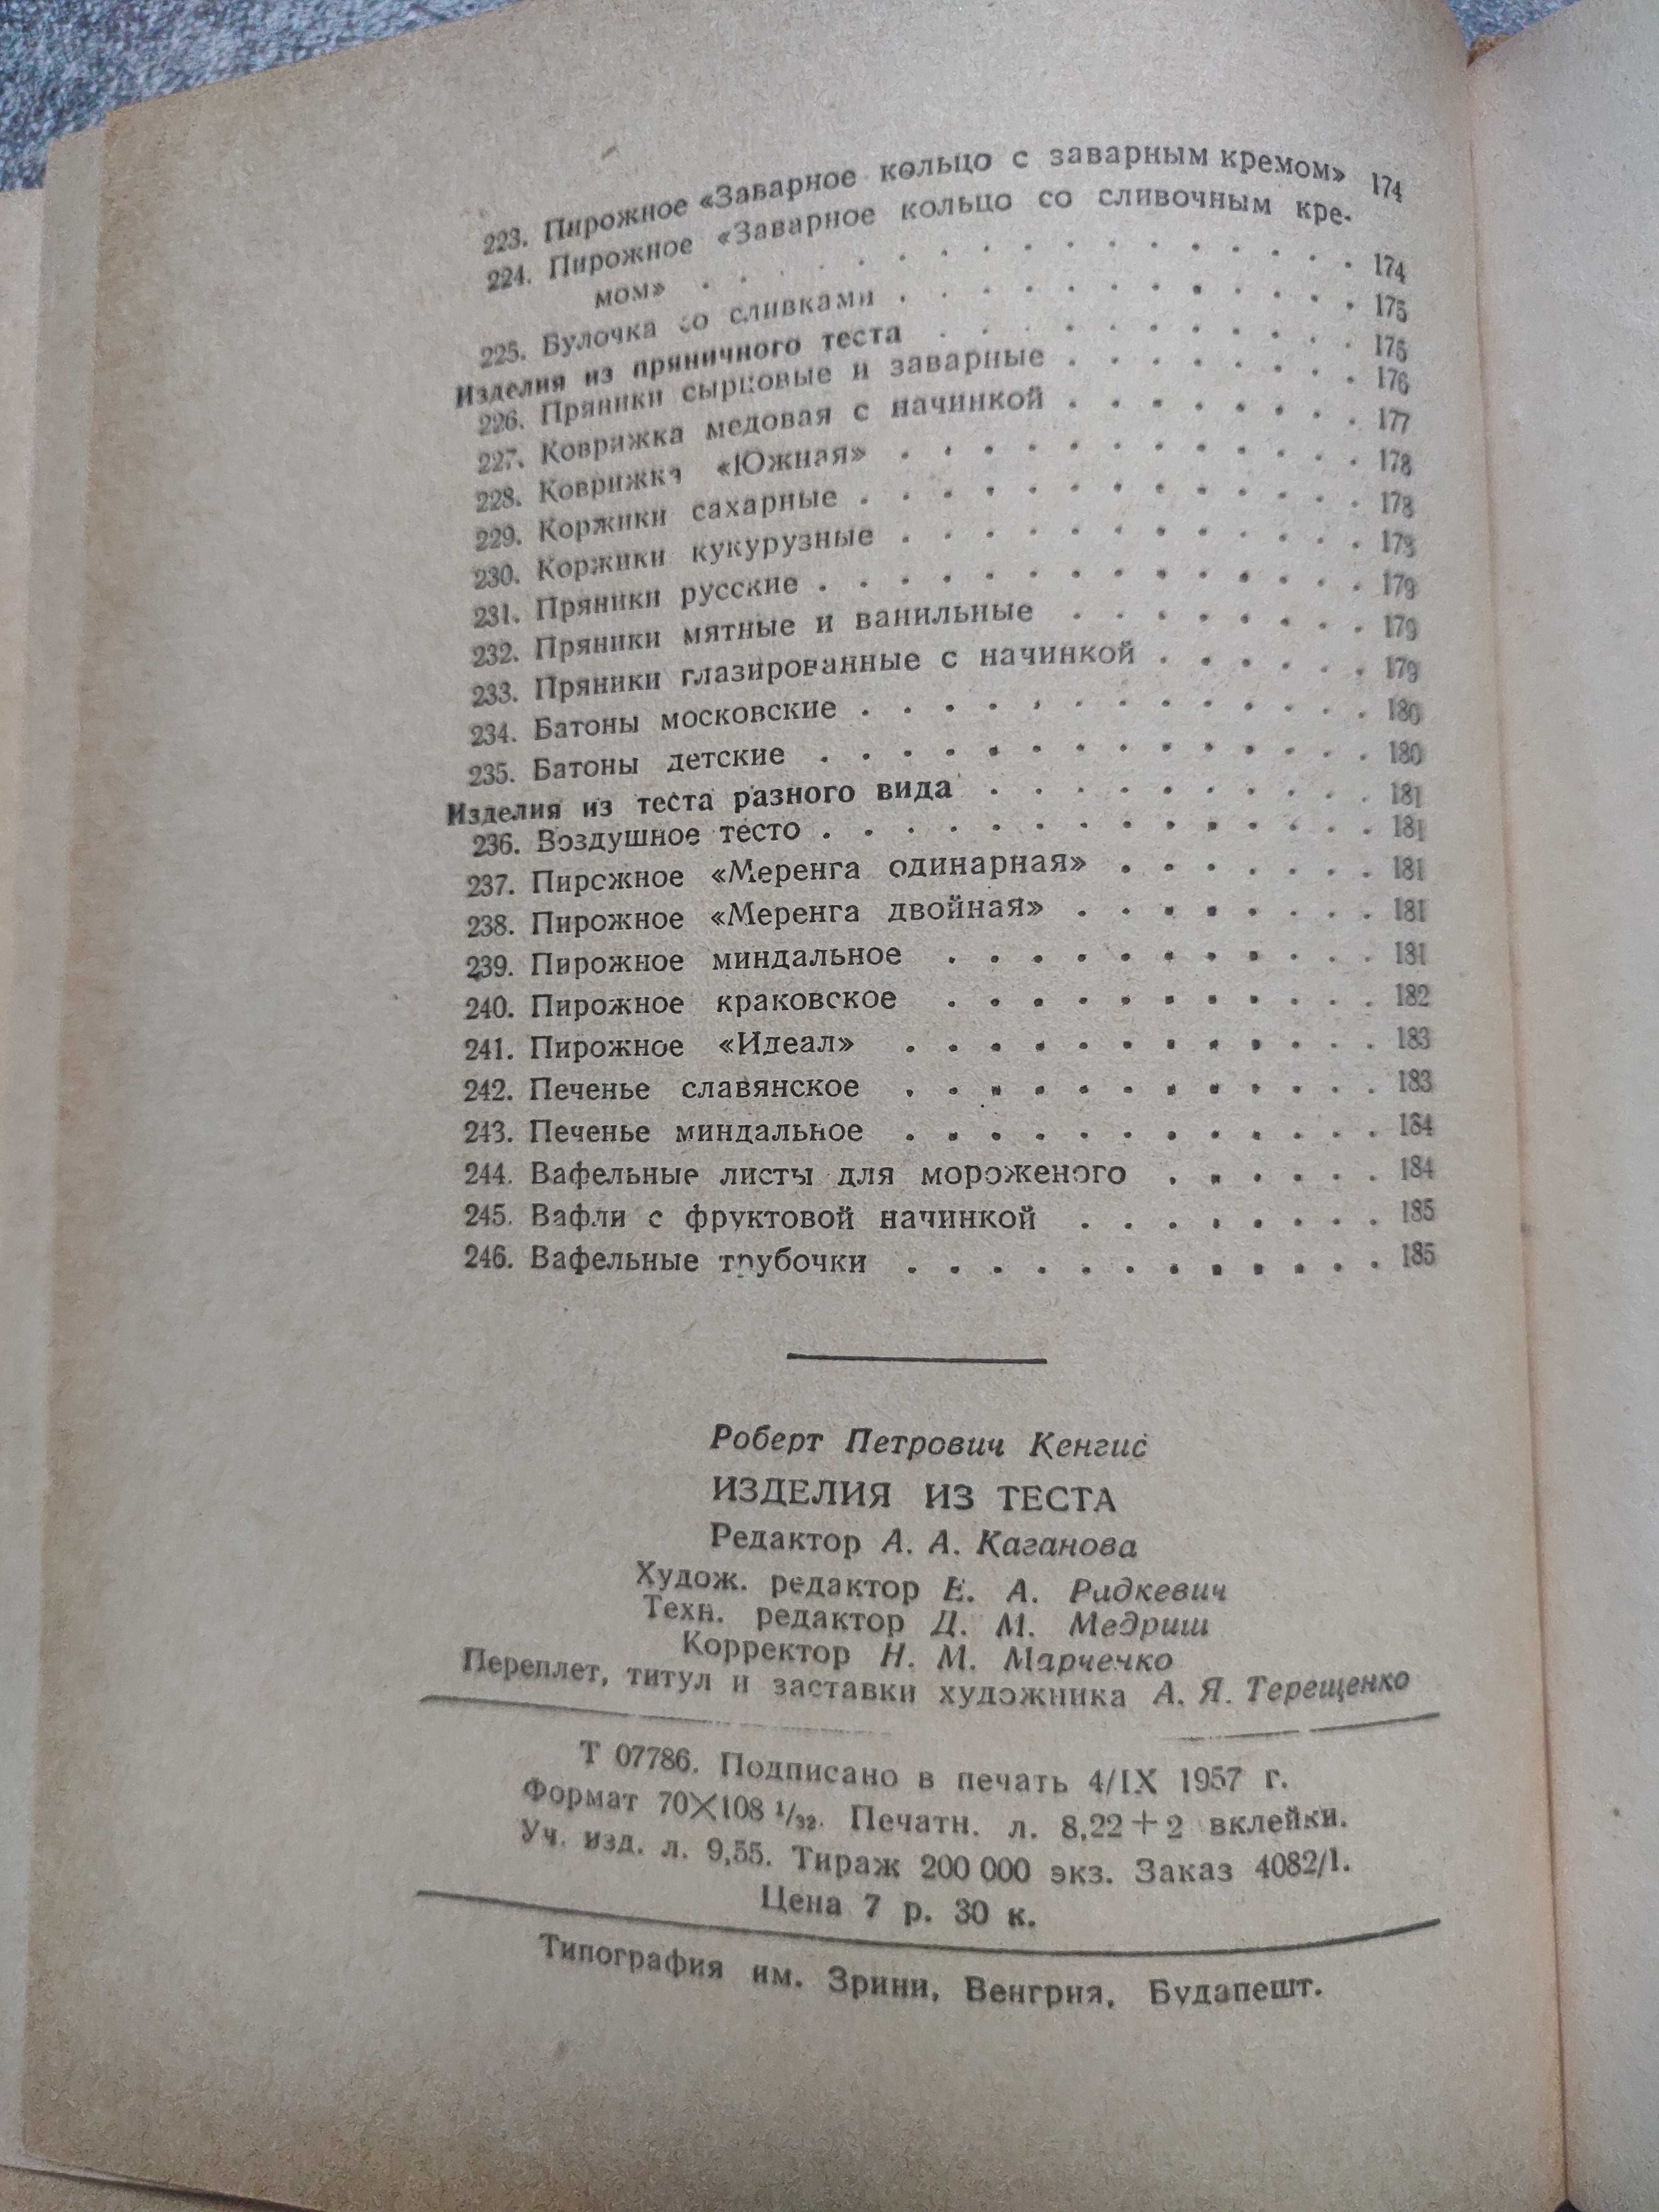 223. Пирожное «Заварное кольцо с заварным кремом» 174
224. Пирожное «Заварное кольцо со сливочным кре-
мом» . . . . . . . . . . . . . . . . 174
225. Булочка со сливками . . . . . . . . . . . 175
Изделия из пряничного теста . . . . . . . . . . 175
226. Пряники сырцовые и заварные . . . . . . . 176
227. Коврижка медовая с начинкой . . . . . . . 177
228. Коврижка «Южная» . . . . . . . . . . . 178
229. Коржики сахарные . . . . . . . . . . . . 178
230. Коржики кукурузные . . . . . . . . . . . 178
231. Пряники русские . . . . . . . . . . . . . 179
232. Пряники мятные и ванильные . . . . . . . 179
233. Пряники глазированные с начинкой . . . . . 179
234. Батоны московские . . . . . . . . . . . . 180
235. Батоны детские . . . . . . . . . . . . . 180
Изделия из теста разного вида . . . . . . . . . 181
236. Воздушное тесто . . . . . . . . . . . . . 181
237. Пирожное «Меренга одинарная» . . . . . . 181
238. Пирожное «Меренга двойная» . . . . . . . 181
239. Пирожное миндальное . . . . . . . . . . 181
240. Пирожное краковское . . . . . . . . . . 182
241. Пирожное «Идеал» . . . . . . . . . . . 183
242. Печенье славянское . . . . . . . . . . . 183
243. Печенье миндальное . . . . . . . . . . . 184
244. Вафельные листы для мороженого . . . . . 184
245. Вафли с фруктовой начинкой . . . . . . . 185
246. Вафельные трубочки . . . . . . . . . . . 185
Роберт Петрович Кенгис
ИЗДЕЛИЯ ИЗ ТЕСТА
Редактор А. А. Каганова
Худож. редактор Е. А. Ридкевич
Техн. редактор Д. М. Медриш
Корректор Н. М. Марчечко
Переплет, титул и заставки художника А. Я. Терещенко
Т 07786. Подписано в печать 4/IX 1957 г.
Формат 70×108 1/32. Печатн. л. 8,22+2 вклейки.
Уч. изд. л. 9,55. Тираж 200 000 экз. Заказ 4082/1.
Цена 7 р. 30 к.
Типография им. Зрини, Венгрия, Будапешт.